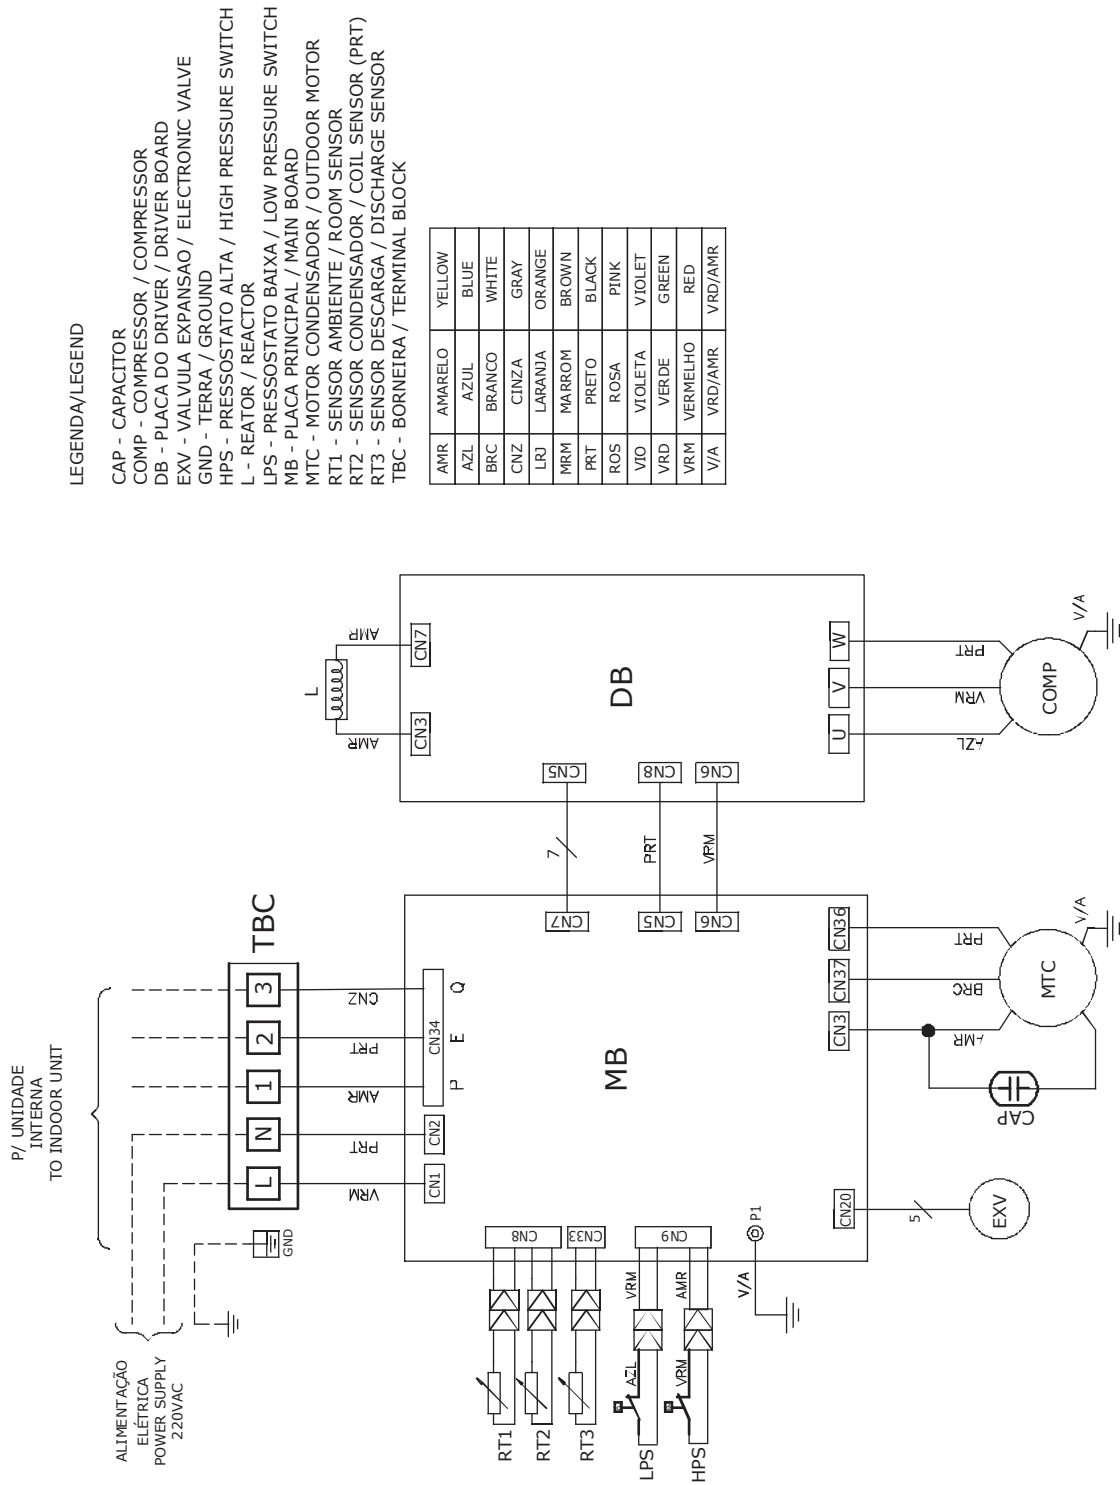 LEGENDA/LEGEND
CAP - CAPACITOR
COMP - COMPRESSOR / COMPRESSOR
DB - PLACA DO DRIVER / DRIVER BOARD
EXV - VALVULA EXPANSAO / ELECTRONIC VALVE
GND - TERRA / GROUND
HPS - PRESSOSTATO ALTA / HIGH PRESSURE SWITCH
L - REATOR / REACTOR
LPS - PRESSOSTATO BAIXA / LOW PRESSURE SWITCH
MB - PLACA PRINCIPAL / MAIN BOARD
MTC - MOTOR CONDENSADOR / OUTDOOR MOTOR
RT1 - SENSOR AMBIENTE / ROOM SENSOR
RT2 - SENSOR CONDENSADOR / COIL SENSOR (PRT)
RT3 - SENSOR DESCARGA / DISCHARGE SENSOR
TBC - BORNEIRA / TERMINAL BLOCK
AMR AMARELO YELLOW
AZL AZUL BLUE
BRC BRANCO WHITE
CNZ CINZA GRAY
LRJ LARANJA ORANGE
MRM MARROM BROWN
PRT PRETO BLACK
ROS ROSA PINK
VIO VIOLETA VIOLET
VRD VERDE GREEN
VRM VERMELHO RED
V/A VRD/AMR VRD/AMR
P/ UNIDADE
INTERNA
TO INDOOR UNIT
ALIMENTAÇÃO
ELÉTRICA
POWER SUPPLY
220VAC
GND
L N 1 2 3
TBC
VRM PRT AMR PRT CNZ
CN1 CN2 CN34
P E Q
L
AMR AMR
CN3 CN7
CN8
CN33
CN9
RT1
RT2
RT3
LPS
AZL
VRM
HPS
VRM
AMR
V/A
P1
MB
CN7 7 CN5
CN5 PRT CN8
CN6 VRM CN6
DB
CN20 CN3 CN37 CN36
5
EXV
CAP
AMR BRC PRT
MTC
V/A
U V W
AZL VRM PRT
COMP
V/A